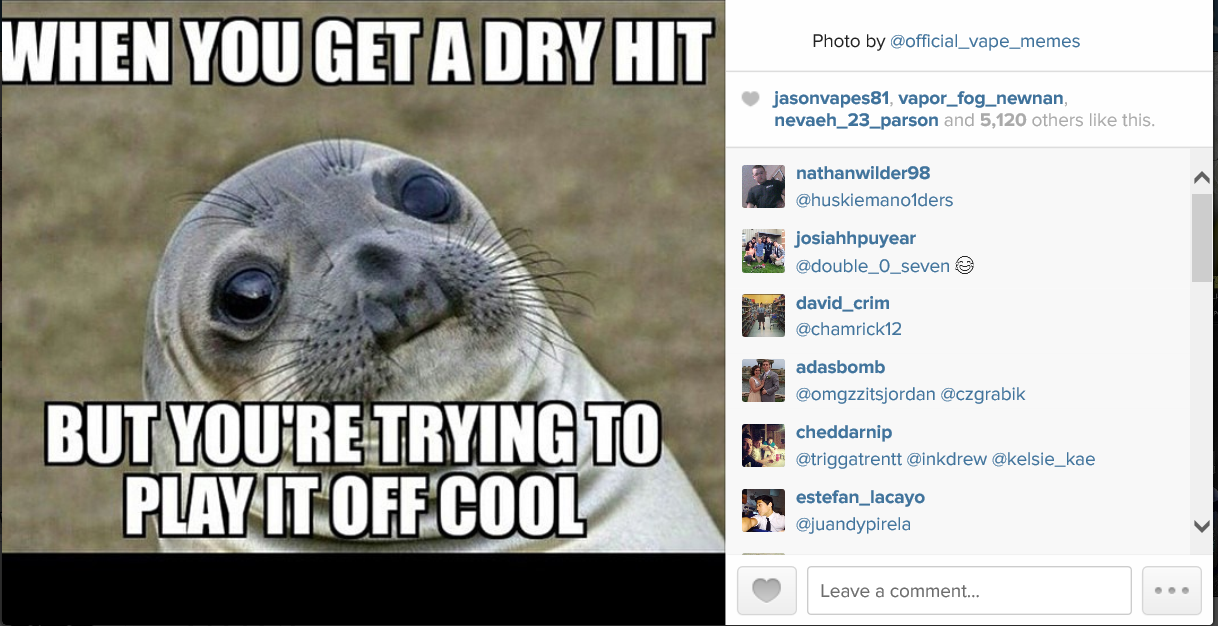 WHEN YOU GET A DRY HIT
BUT YOU'RE TRYING TO
PLAY IT OFF COOL
Photo by @official_vape_memes
jasonvapes81, vapor_fog_newnan,
nevaeh_23_parson and 5,120 others like this.
nathanwilder98
@huskiemano1ders
josiahhpuyear
@double_0_seven 😂
david_crim
@chamrick12
adasbomb
@omgzzitsjordan @czgrabik
cheddarnip
@triggatrentt @inkdrew @kelsie_kae
estefan_lacayo
@juandypirela
Leave a comment...